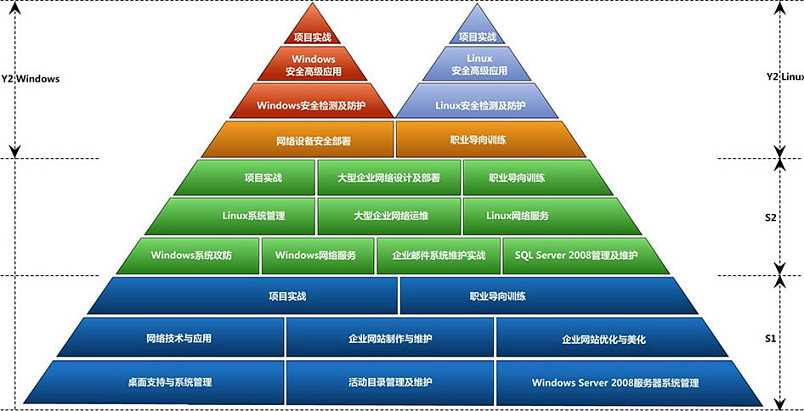 项目实战
项目实战
Windows
安全高级应用
Linux
安全高级应用
Y2 Windows
Y2 Linux
Windows安全检测及防护
Linux安全检测及防护
网络设备安全部署
职业导向训练
项目实战
大型企业网络设计及部署
职业导向训练
Linux系统管理
大型企业网络运维
Linux网络服务
S2
Windows系统攻防
Windows网络服务
企业邮件系统维护实战
SQL Server 2008管理及维护
项目实战
职业导向训练
网络技术与应用
企业网站制作与维护
企业网站优化与美化
S1
桌面支持与系统管理
活动目录管理及维护
Windows Server 2008服务器系统管理